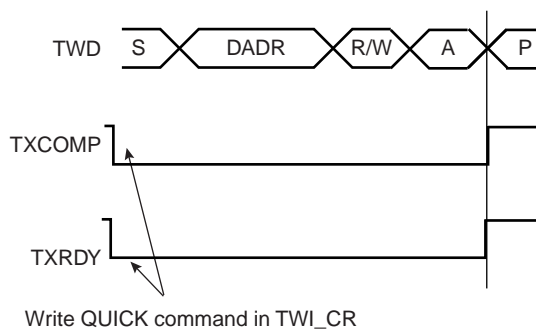 TWD S DADR R/W A P
TXCOMP
TXRDY
Write QUICK command in TWI_CR